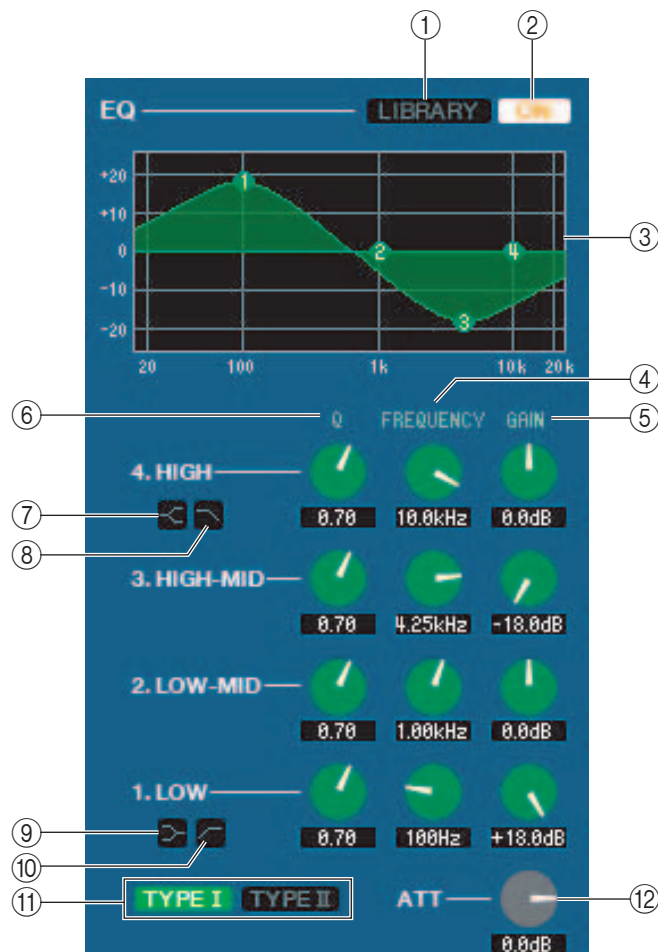 ① ②
EQ LIBRARY ON
+20
+10
0
-10
-20
1
2
4
3
③
20 100 1k 10k 20k
④
⑥ Q FREQUENCY GAIN ⑤
4. HIGH
⑦
⑧
0.70 10.0kHz 0.0dB
3. HIGH-MID
0.70 4.25kHz -18.0dB
2. LOW-MID
0.70 1.00kHz 0.0dB
1. LOW
⑨
⑩
0.70 100Hz +18.0dB
⑪ TYPE I TYPE II ATT ⑫
0.0dB